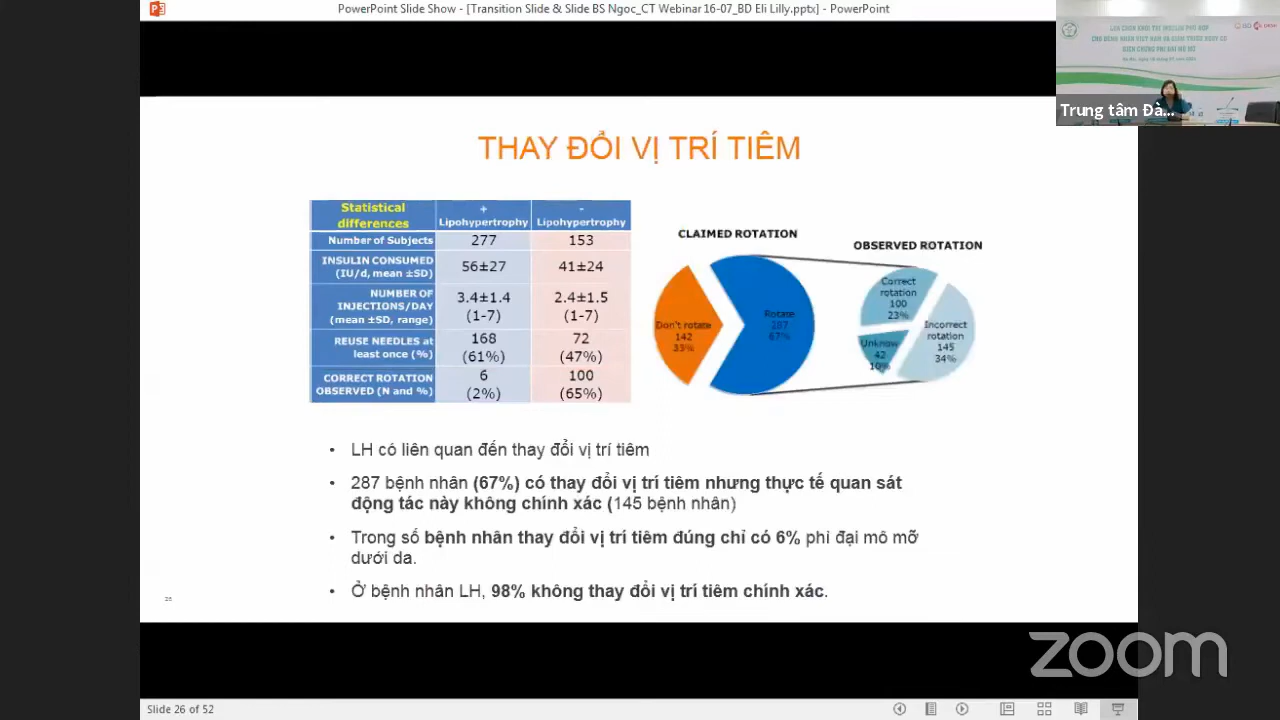 PowerPoint Slide Show - [Transition Slide & Slide BS Ngoc_CT Webinar 16-07_BD Eli Lilly.pptx] - PowerPoint
LỰA CHỌN KHỞI TRỊ INSULIN PHÙ HỢP
Trung tâm Đà...
THAY ĐỔI VỊ TRÍ TIÊM
Statistical differences
+ Lipohypertrophy
- Lipohypertrophy
Number of Subjects
277
153
INSULIN CONSUMED
(IU/d, mean ±SD)
56±27
41±24
NUMBER OF
INJECTIONS/DAY
(mean ±SD, range)
3.4±1.4
(1-7)
2.4±1.5
(1-7)
REUSE NEEDLES at
least once (%)
168
(61%)
72
(47%)
CORRECT ROTATION
OBSERVED (N and %)
6
(2%)
100
(65%)
CLAIMED ROTATION
Don't rotate
142
33%
Rotate
287
67%
OBSERVED ROTATION
Correct
rotation
100
23%
Unknow
42
10%
Incorrect
rotation
145
34%
• LH có liên quan đến thay đổi vị trí tiêm
• 287 bệnh nhân (67%) có thay đổi vị trí tiêm nhưng thực tế quan sát
động tác này không chính xác (145 bệnh nhân)
• Trong số bệnh nhân thay đổi vị trí tiêm đúng chỉ có 6% phì đại mô mỡ
dưới da.
• Ở bệnh nhân LH, 98% không thay đổi vị trí tiêm chính xác.
zoom
Slide 26 of 52